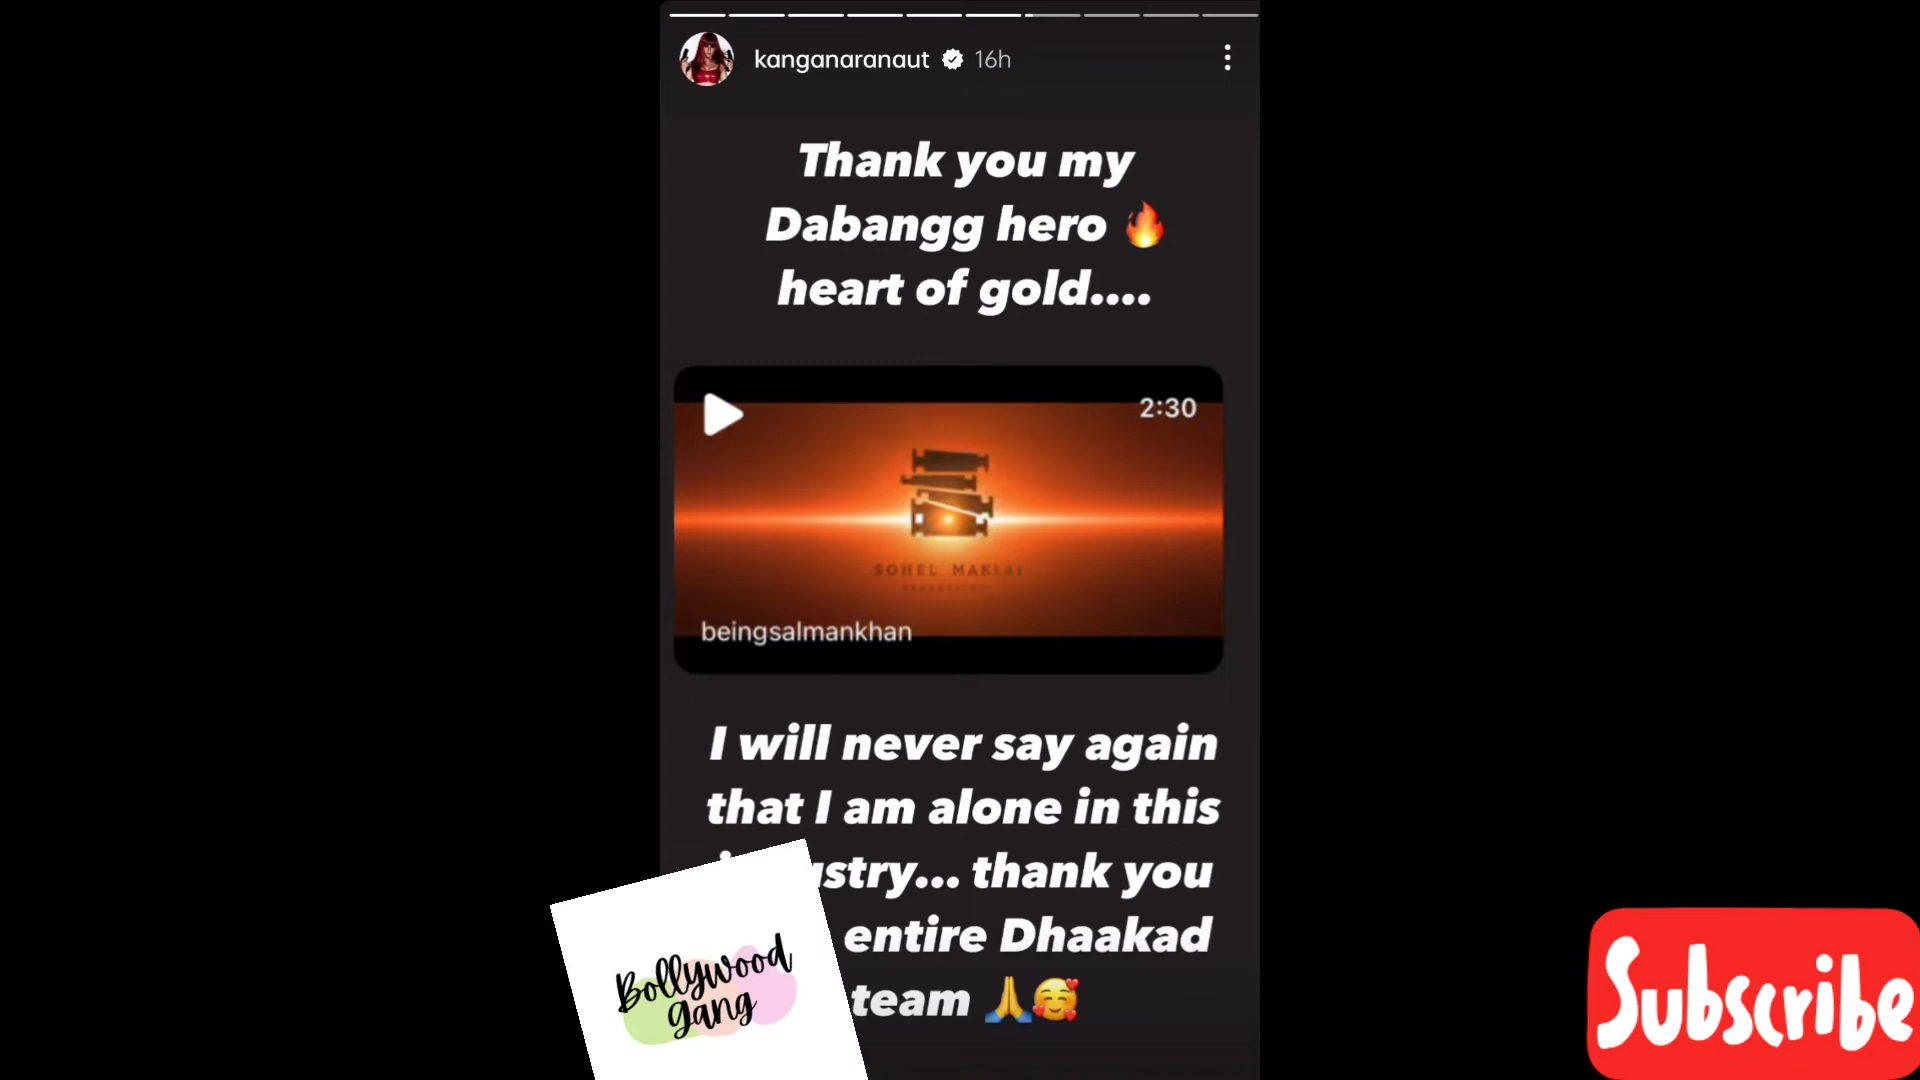 kanganaranaut 16h
Thank you my
Dabangg hero 🔥
heart of gold....
2:30
SOHEL MAKLAI
beingsalmankhan
I will never say again
that I am alone in this
thank you
entire Dhaakad
team 🙏🥰
Bollywood
gang
Subscribe